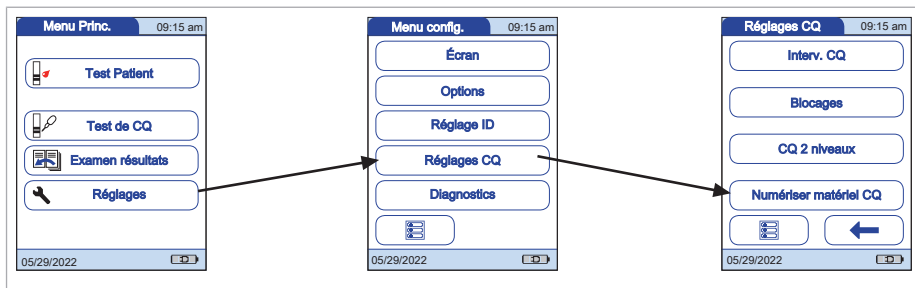 Menu Princ. 09:15 am
Test Patient
Test de CQ
Examen résultats
Réglages
05/29/2022
Menu config. 09:15 am
Écran
Options
Réglage ID
Réglages CQ
Diagnostics
05/29/2022
Réglages CQ 09:15 am
Interv. CQ
Blocages
CQ 2 niveaux
Numériser matériel CQ
05/29/2022